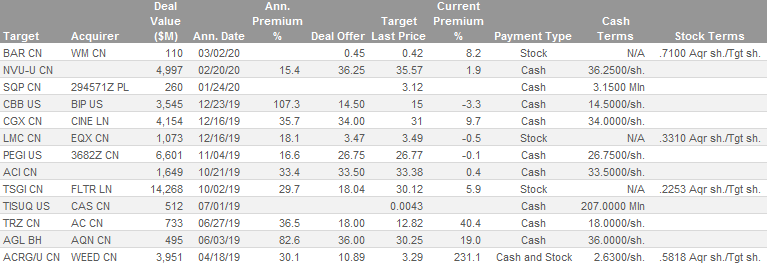 Target Acquirer Deal Value ($M) Ann. Date Ann. Premium % Deal Offer Target Last Price Current Premium % Payment Type Cash Terms Stock Terms
BAR CN WM CN 110 03/02/20 0.45 0.42 8.2 Stock N/A .7100 Aqr sh./Tgt sh.
NVU-U CN 4,997 02/20/20 15.4 36.25 35.57 1.9 Cash 36.2500/sh.
SQP CN 294571Z PL 260 01/24/20 3.12 Cash 3.1500 Mln
CBB US BIP US 3,545 12/23/19 107.3 14.50 15 -3.3 Cash 14.5000/sh.
CGX CN CINE LN 4,154 12/16/19 35.7 34.00 31 9.7 Cash 34.0000/sh.
LMC CN EQX CN 1,073 12/16/19 18.1 3.47 3.49 -0.5 Stock N/A .3310 Aqr sh./Tgt sh.
PEGI US 3682Z CN 6,601 11/04/19 16.6 26.75 26.77 -0.1 Cash 26.7500/sh.
ACI CN 1,649 10/21/19 33.4 33.50 33.38 0.4 Cash 33.5000/sh.
TSGI CN FLTR LN 14,268 10/02/19 29.7 18.04 30.12 5.9 Stock N/A .2253 Aqr sh./Tgt sh.
TISUQ US CAS CN 512 07/01/19 0.0043 Cash 207.0000 Mln
TRZ CN AC CN 733 06/27/19 36.5 18.00 12.82 40.4 Cash 18.0000/sh.
AGL BH AQN CN 495 06/03/19 82.6 36.00 30.25 19.0 Cash 36.0000/sh.
ACRG/U CN WEED CN 3,951 04/18/19 30.1 10.89 3.29 231.1 Cash and Stock 2.6300/sh. .5818 Aqr sh./Tgt sh.